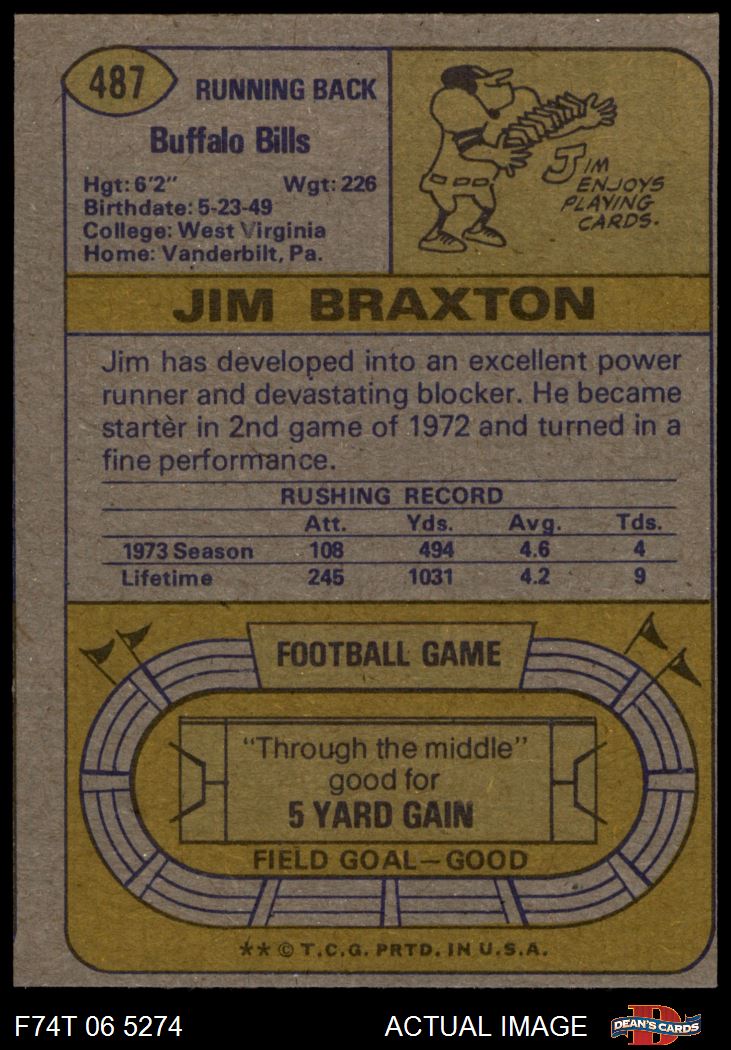 487
RUNNING BACK
Buffalo Bills
Hgt: 6'2" Wgt: 226
Birthdate: 5-23-49
College: West Virginia
Home: Vanderbilt, Pa.
JIM
ENJOYS
PLAYING
CARDS.
JIM BRAXTON
Jim has developed into an excellent power
runner and devastating blocker. He became
starter in 2nd game of 1972 and turned in a
fine performance.
RUSHING RECORD
Att. Yds. Avg. Tds.
1973 Season 108 494 4.6 4
Lifetime 245 1031 4.2 9
FOOTBALL GAME
"Through the middle"
good for
5 YARD GAIN
FIELD GOAL—GOOD
** © T.C.G. PRTD. IN U.S.A.
F74T 06 5274 ACTUAL IMAGE
D
DEAN'S CARDS